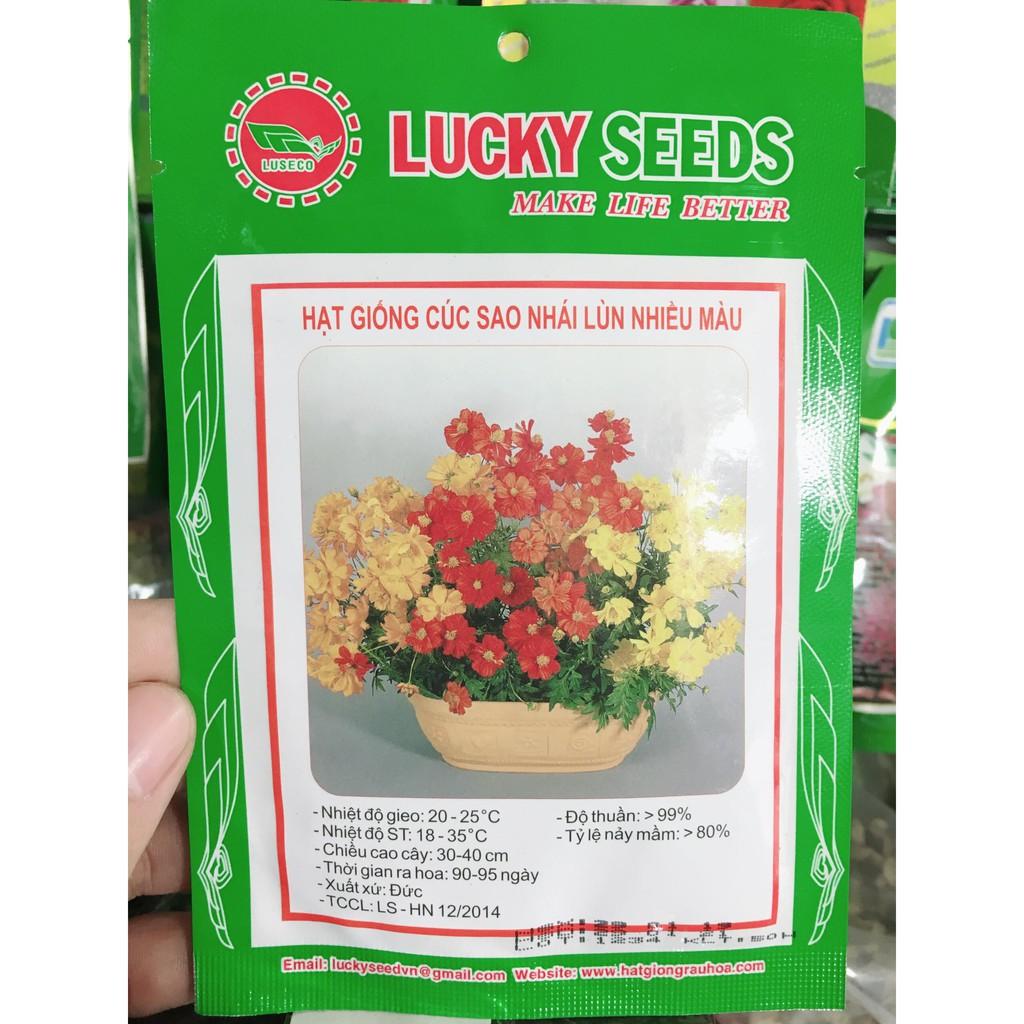 LUSECO
LUCKY SEEDS
MAKE LIFE BETTER
HẠT GIỐNG CÚC SAO NHÁI LÙN NHIỀU MÀU
- Nhiệt độ gieo: 20 - 25°C
- Nhiệt độ ST: 18 - 35°C
- Chiều cao cây: 30-40 cm
- Thời gian ra hoa: 90-95 ngày
- Xuất xứ: Đức
- TCCL: LS - HN 12/2014
- Độ thuần: > 99%
- Tỷ lệ nảy mầm: > 80%
Email: luckyseedvn@gmail.com Website: www.hatgiongrauhoa.com